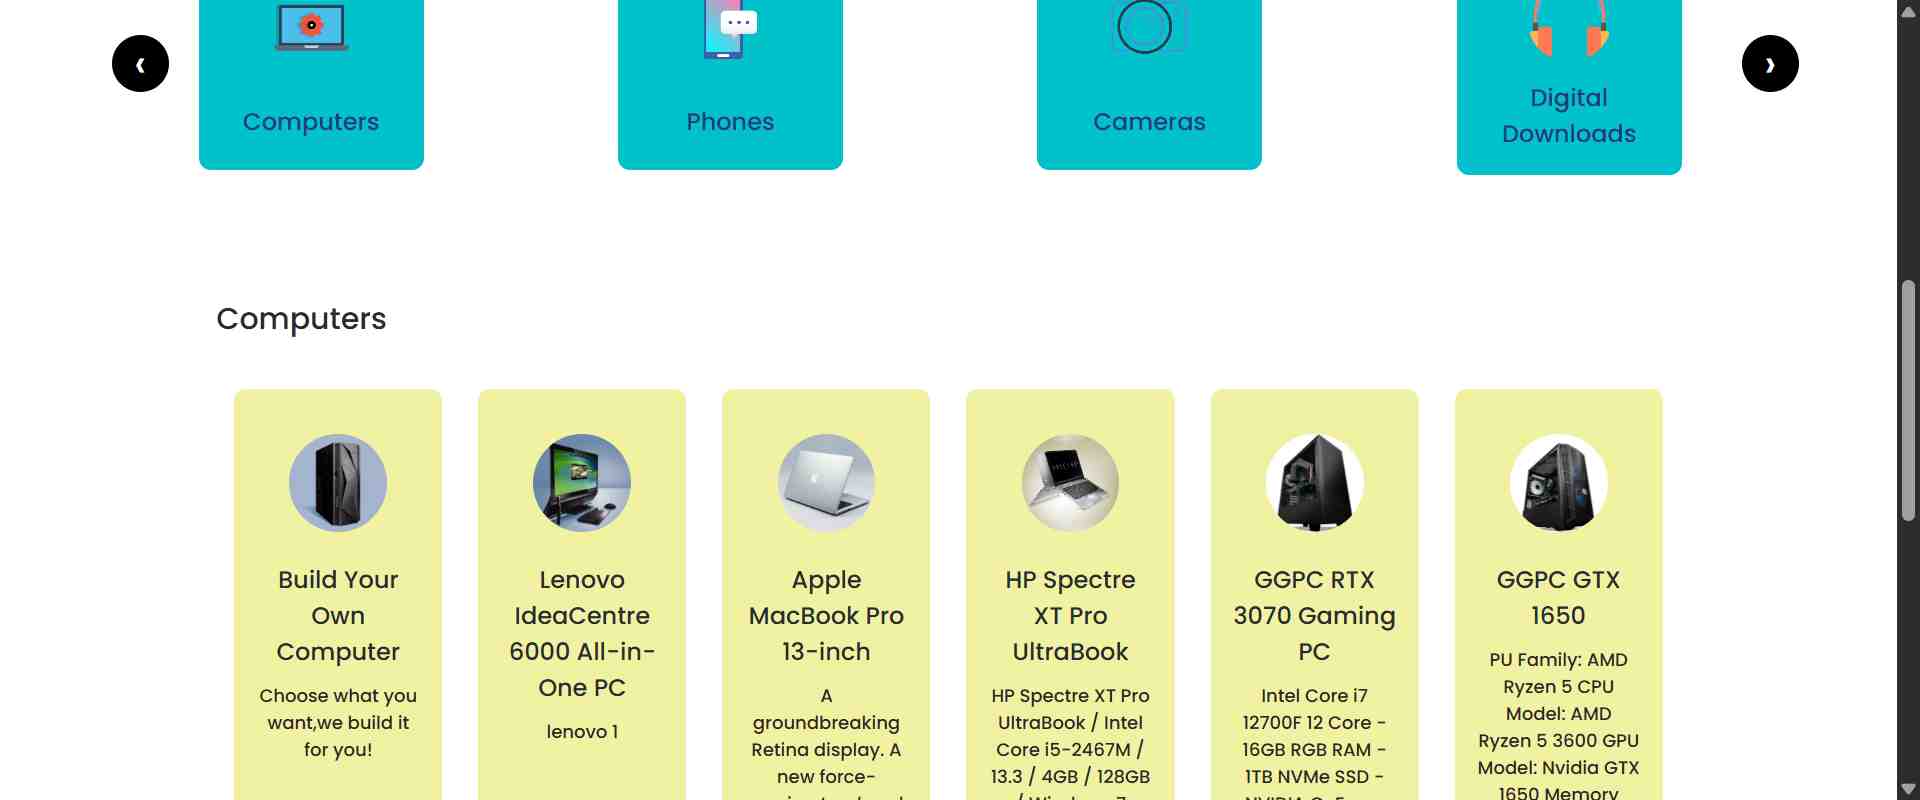 ‹
›
Computers
Phones
Cameras
Digital
Downloads
Computers
Build Your
Own
Computer
Choose what you
want,we build it
for you!
Lenovo
IdeaCentre
6000 All-in-
One PC
lenovo 1
Apple
MacBook Pro
13-inch
A
groundbreaking
Retina display. A
new force-
HP Spectre
XT Pro
UltraBook
HP Spectre XT Pro
UltraBook / Intel
Core i5-2467M /
13.3 / 4GB / 128GB
GGPC RTX
3070 Gaming
PC
Intel Core i7
12700F 12 Core -
16GB RGB RAM -
1TB NVMe SSD -
GGPC GTX
1650
PU Family: AMD
Ryzen 5 CPU
Model: AMD
Ryzen 5 3600 GPU
Model: Nvidia GTX
1650 Memory